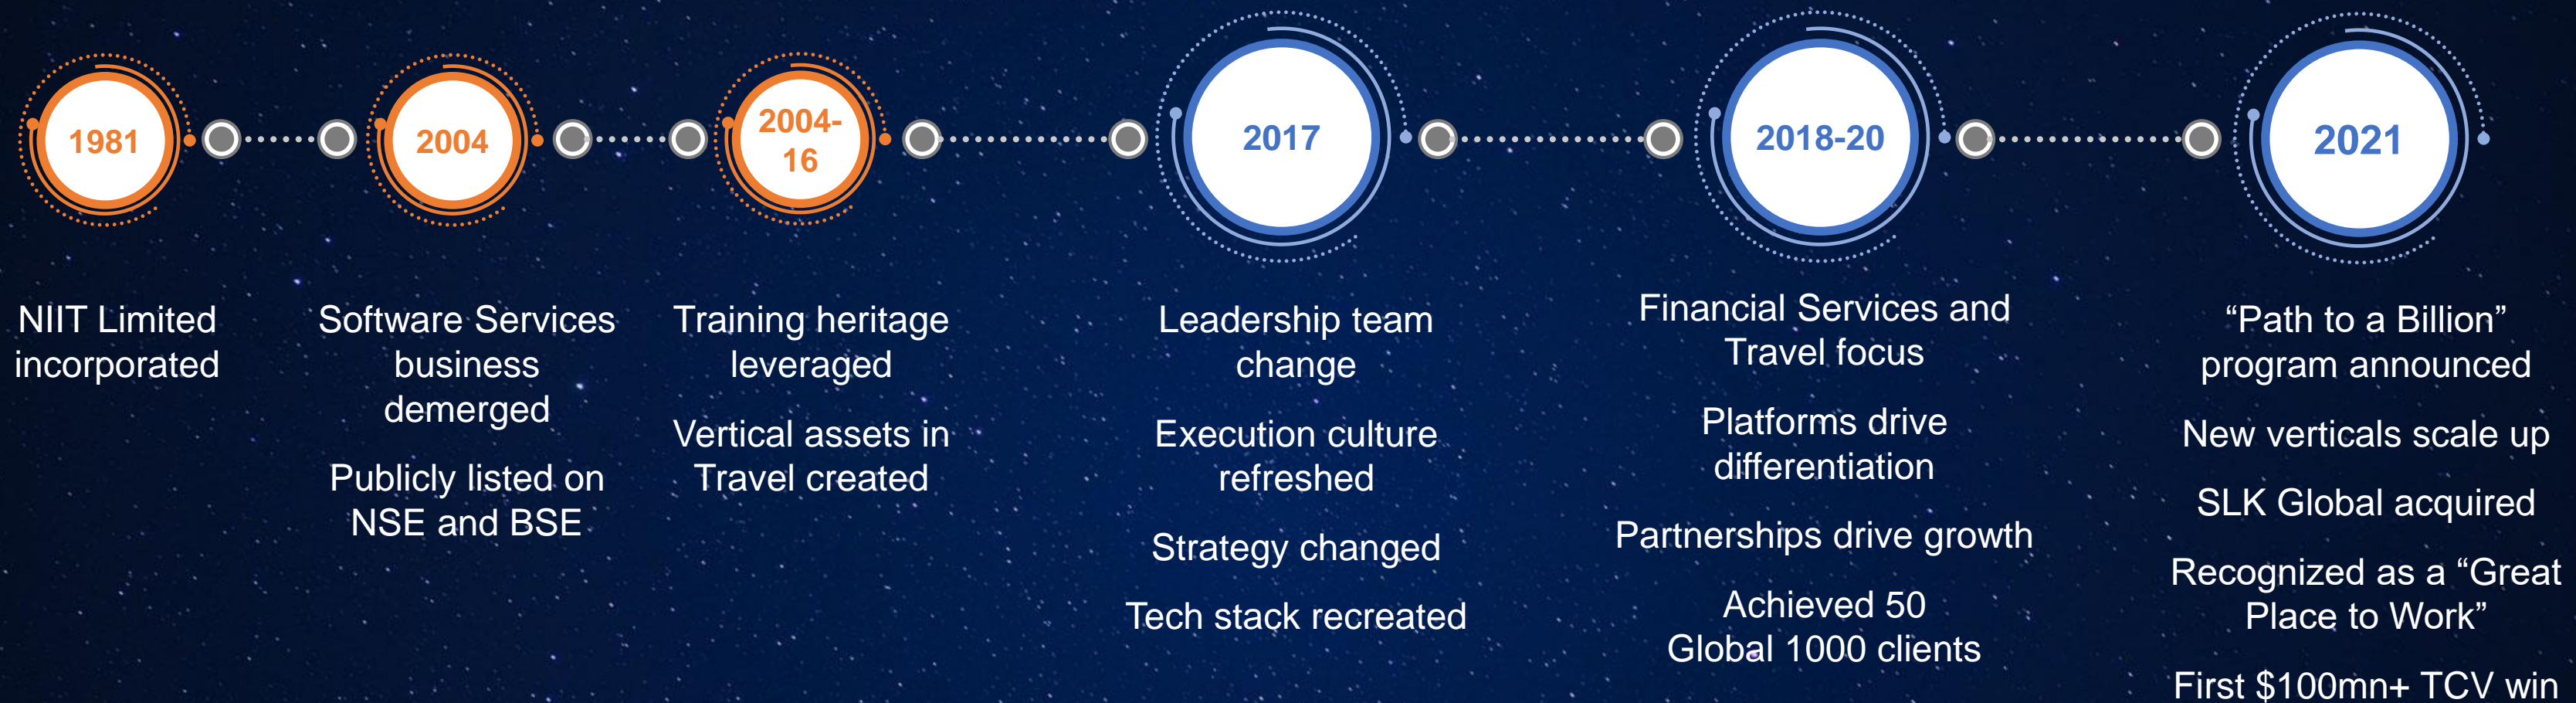 1981
NIIT Limited
incorporated
2004
Software Services
business
demerged
Publicly listed on
NSE and BSE
2004-
16
Training heritage
leveraged
Vertical assets in
Travel created
2017
Leadership team
change
Execution culture
refreshed
Strategy changed
Tech stack recreated
2018-20
Financial Services and
Travel focus
Platforms drive
differentiation
Partnerships drive growth
Achieved 50
Global 1000 clients
2021
“Path to a Billion”
program announced
New verticals scale up
SLK Global acquired
Recognized as a “Great
Place to Work”
First $100mn+ TCV win